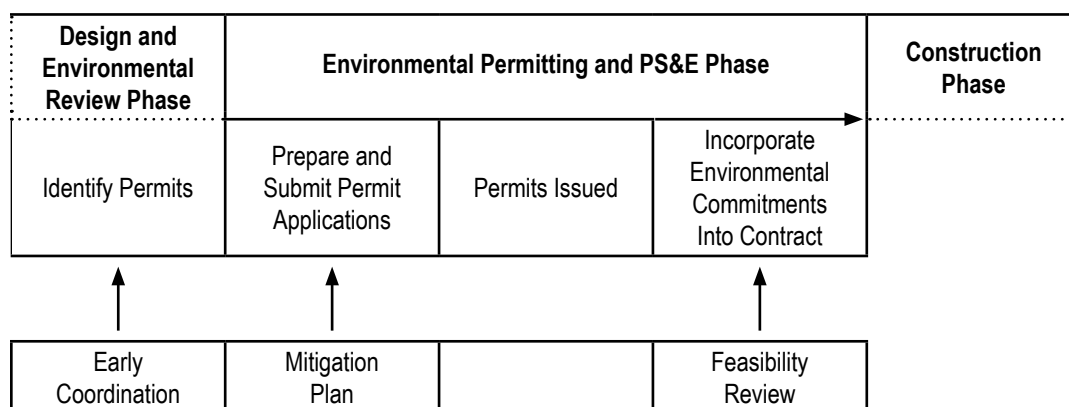 Design and
Environmental
Review Phase
Environmental Permitting and PS&E Phase
Construction
Phase
Identify Permits
Prepare and
Submit Permit
Applications
Permits Issued
Incorporate
Environmental
Commitments
Into Contract
Early
Coordination
Mitigation
Plan
Feasibility
Review